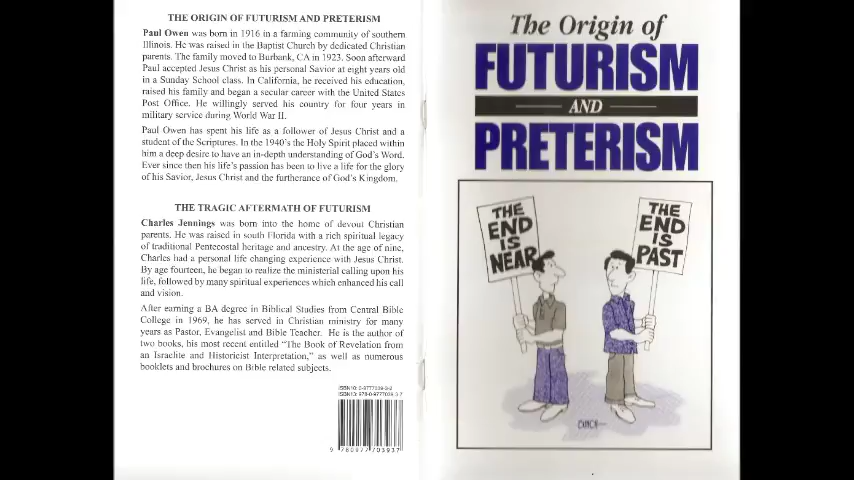 THE ORIGIN OF FUTURISM AND PRETERISM
Paul Owen was born in 1916 in a farming community of southern
Illinois. He was raised in the Baptist Church by dedicated Christian
parents. The family moved to Burbank, CA in 1923. Soon afterward
Paul accepted Jesus Christ as his personal Savior at eight years old
in a Sunday School class. In California, he received his education,
raised his family and began a secular career with the United States
Post Office. He willingly served his country for four years in
military service during World War II.
Paul Owen has spent his life as a follower of Jesus Christ and a
student of the Scriptures. In the 1940's the Holy Spirit placed within
him a deep desire to have an in-depth understanding of God's Word.
Ever since then his life's passion has been to live a life for the glory
of his Savior, Jesus Christ and the furtherance of God's Kingdom.
THE TRAGIC AFTERMATH OF FUTURISM
Charles Jennings was born into the home of devout Christian
parents. He was raised in south Florida with a rich spiritual legacy
of traditional Pentecostal heritage and ancestry. At the age of nine,
Charles had a personal life changing experience with Jesus Christ.
By age fourteen, he began to realize the ministerial calling upon his
life, followed by many spiritual experiences which enhanced his call
and vision.
After earning a BA degree in Biblical Studies from Central Bible
College in 1969, he has served in Christian ministry for many
years as Pastor, Evangelist and Bible Teacher. He is the author of
two books, his most recent entitled "The Book of Revelation from
an Israelite and Historicist Interpretation," as well as numerous
booklets and brochures on Bible related subjects.
9 780977 703937
The Origin of
FUTURISM
AND
PRETERISM
THE
END
IS
NEAR
THE
END
IS
PAST